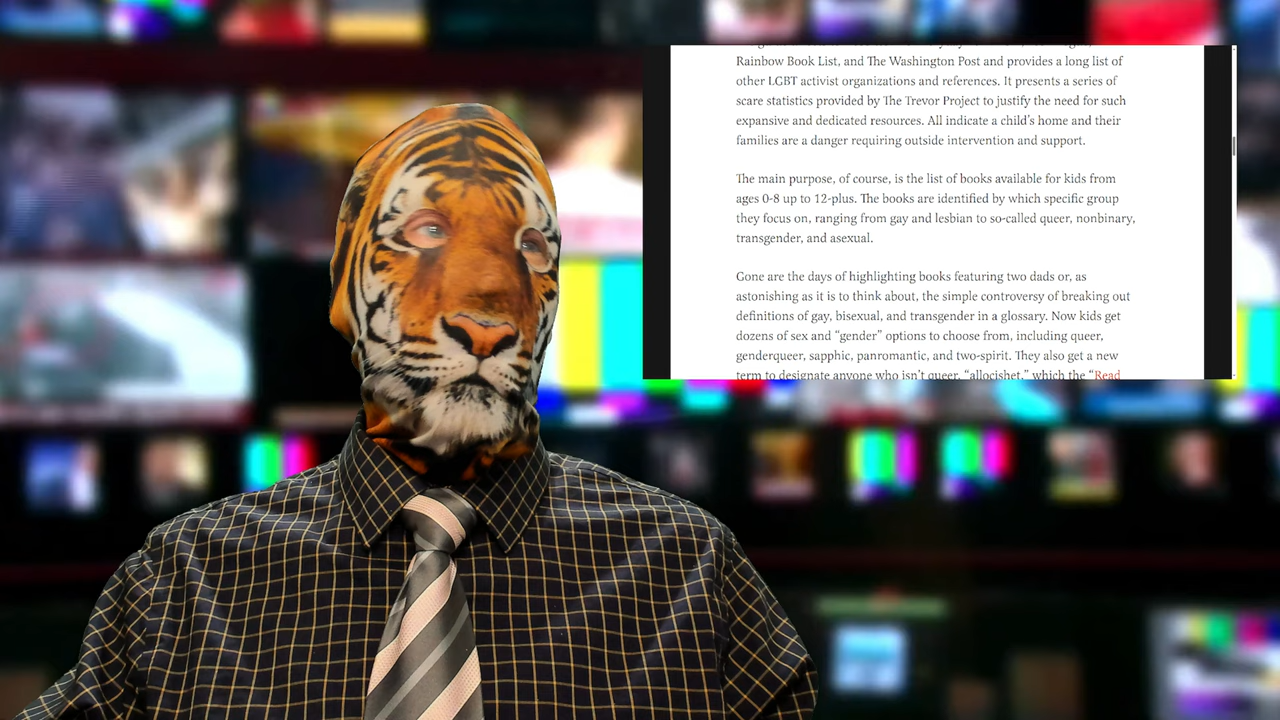 Rainbow Book List, and The Washington Post and provides a long list of
other LGBT activist organizations and references. It presents a series of
scare statistics provided by The Trevor Project to justify the need for such
expansive and dedicated resources. All indicate a child's home and their
families are a danger requiring outside intervention and support.
The main purpose, of course, is the list of books available for kids from
ages 0-8 up to 12-plus. The books are identified by which specific group
they focus on, ranging from gay and lesbian to so-called queer, nonbinary,
transgender, and asexual.
Gone are the days of highlighting books featuring two dads or, as
astonishing as it is to think about, the simple controversy of breaking out
definitions of gay, bisexual, and transgender in a glossary. Now kids get
dozens of sex and “gender” options to choose from, including queer,
genderqueer, sapphic, panromantic, and two-spirit. They also get a new
term to designate anyone who isn't queer, “allocishet,” which the “Read